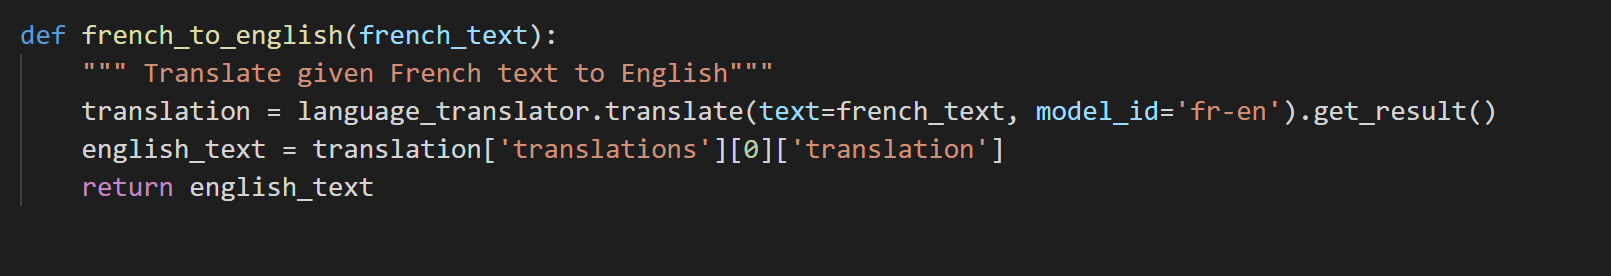 def french_to_english(french_text):
    """ Translate given French text to English"""
    translation = language_translator.translate(text=french_text, model_id='fr-en').get_result()
    english_text = translation['translations'][0]['translation']
    return english_text